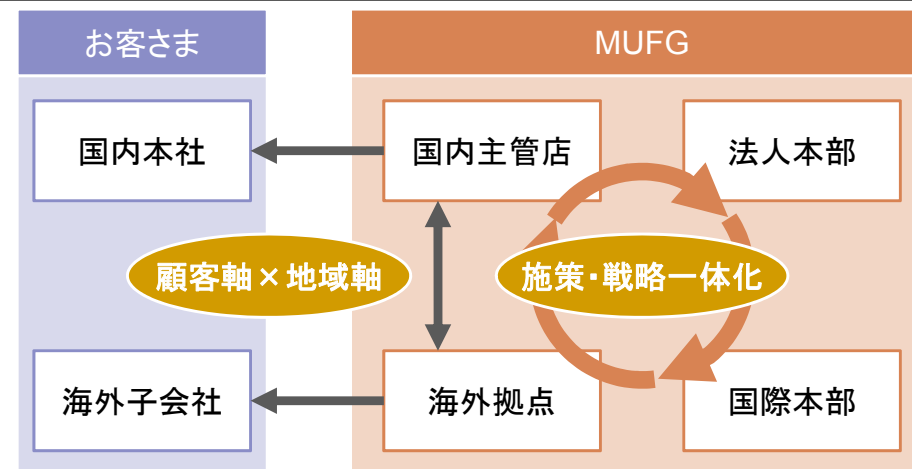 お客さま
MUFG
国内本社
国内主管店
法人本部
顧客軸×地域軸
施策・戦略一体化
海外子会社
海外拠点
国際本部